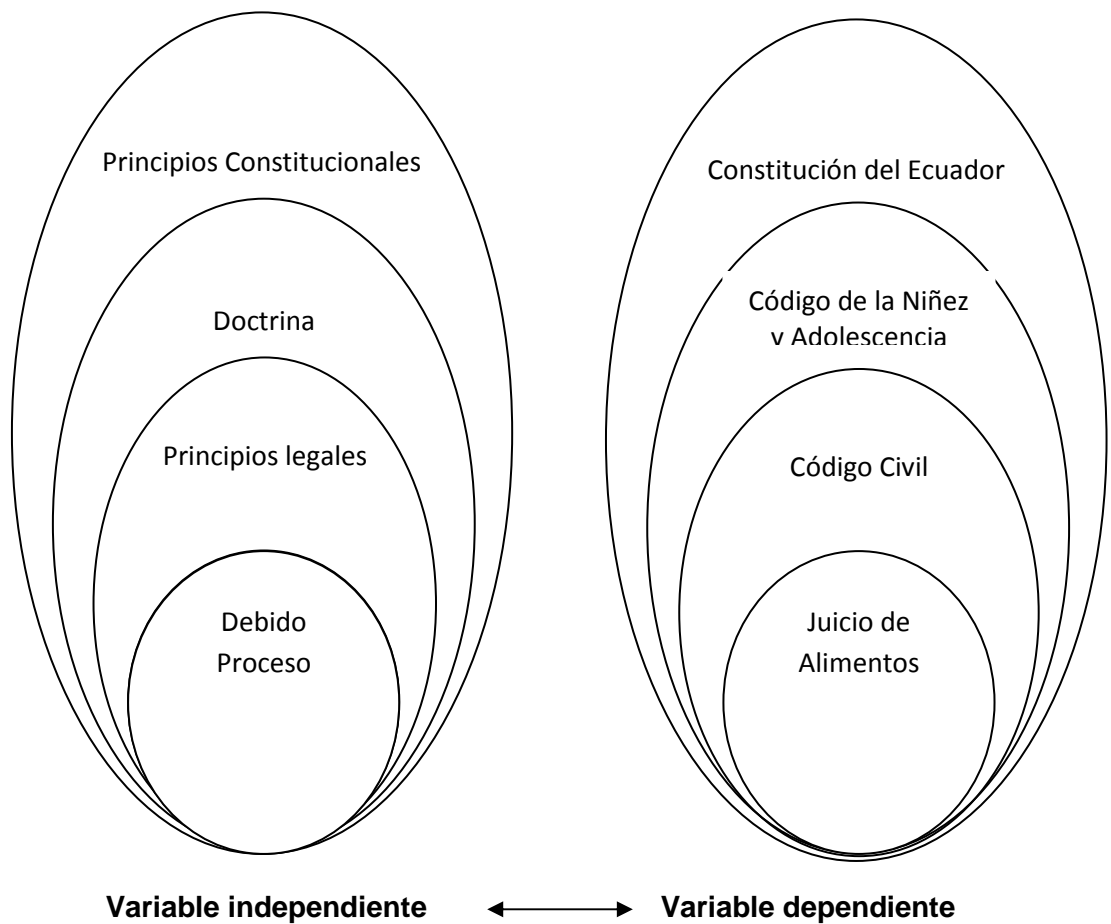 Principios Constitucionales
Doctrina
Principios legales
Debido
Proceso
Constitución del Ecuador
Código de la Niñez
y Adolescencia
Código Civil
Juicio de
Alimentos
Variable independiente
Variable dependiente